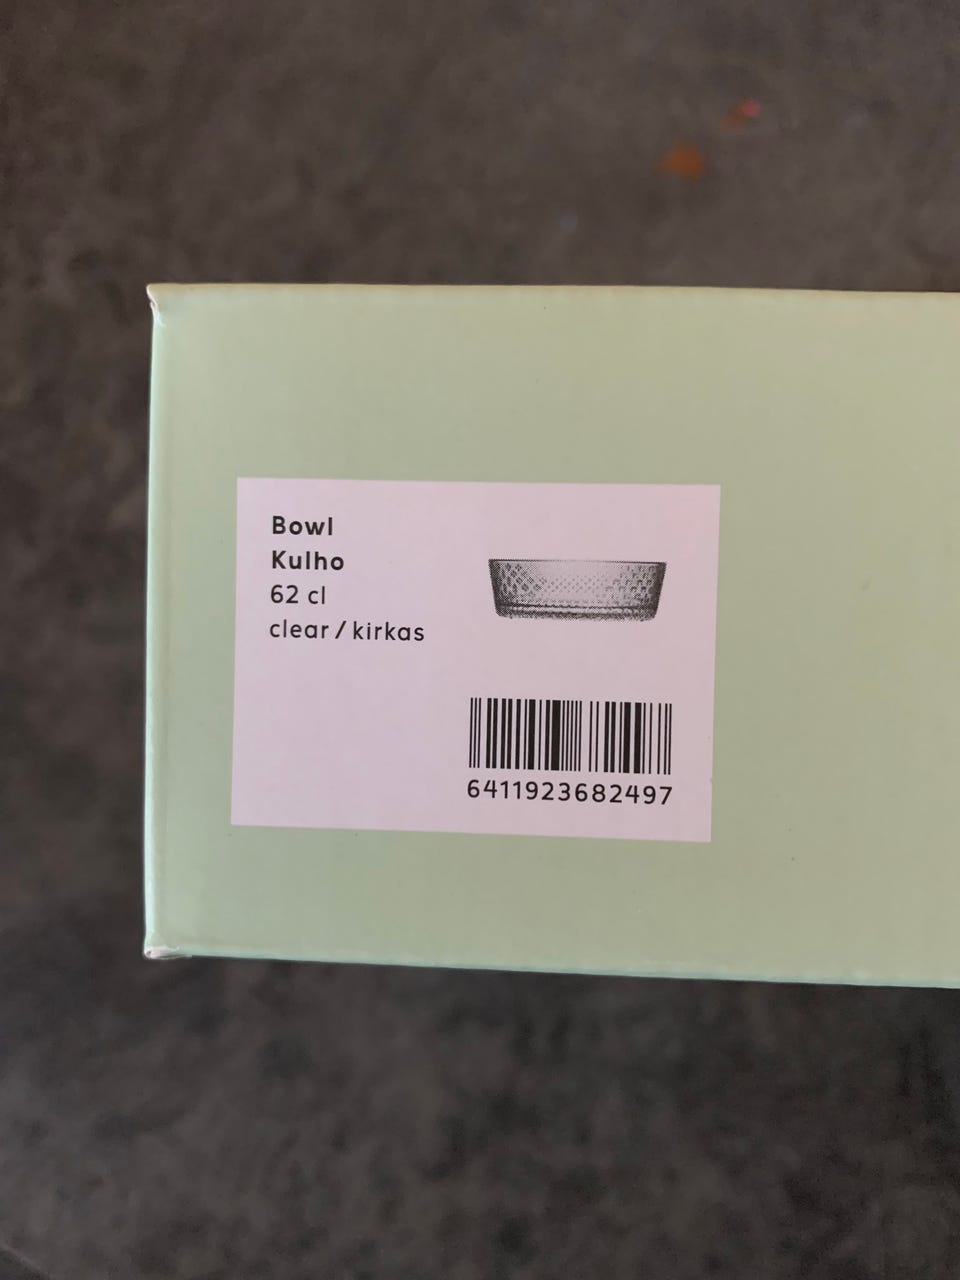 Bowl
Kulho
62 cl
clear / kirkas
6411923682497